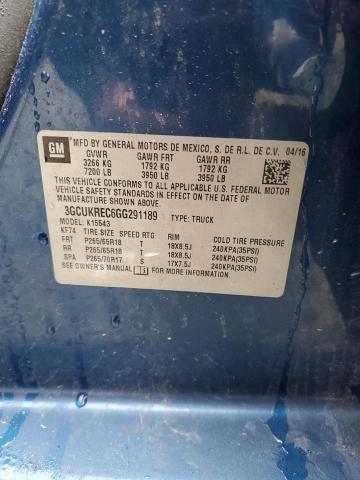 GM
MFD BY GENERAL MOTORS DE MEXICO, S. DE R.L. DE C.V. 04/16
GVWR GAWR FRT GAWR RR
3266 KG 1792 KG 1792 KG
7200 LB 3950 LB 3950 LB
THIS VEHICLE CONFORMS TO ALL APPLICABLE U.S. FEDERAL MOTOR
VEHICLE SAFETY AND THEFT PREVENTION STANDARDS IN EFFECT ON
THE DATE OF MANUFACTURE SHOWN ABOVE.
3GCUKREC6GG291189 TYPE: TRUCK
MODEL: K15543
KF74 TIRE SIZE SPEED RTG RIM COLD TIRE PRESSURE
FRT P265/65R18 T 18X8.5J 240KPA(35PSI)
RR P265/65R18 T 18X8.5J 240KPA(35PSI)
SPA P265/70R17 S 17X7.5J 240KPA(35PSI)
SEE OWNER'S MANUAL FOR MORE INFORMATION.